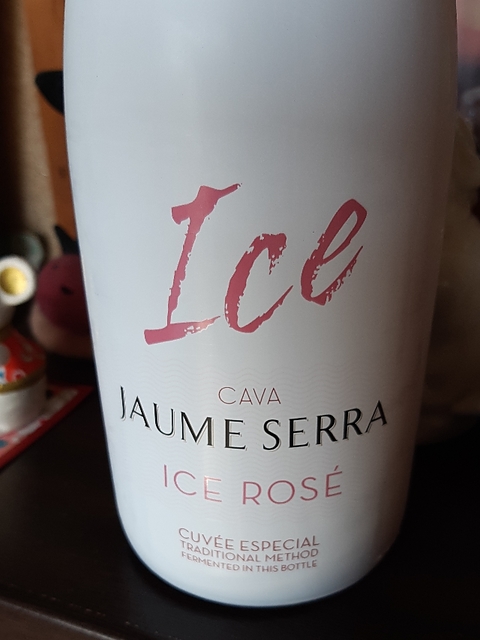 Ice
CAVA
JAUME SERRA
ICE ROSÉ
CUVÉE ESPECIAL
TRADITIONAL METHOD
FERMENTED IN THIS BOTTLE